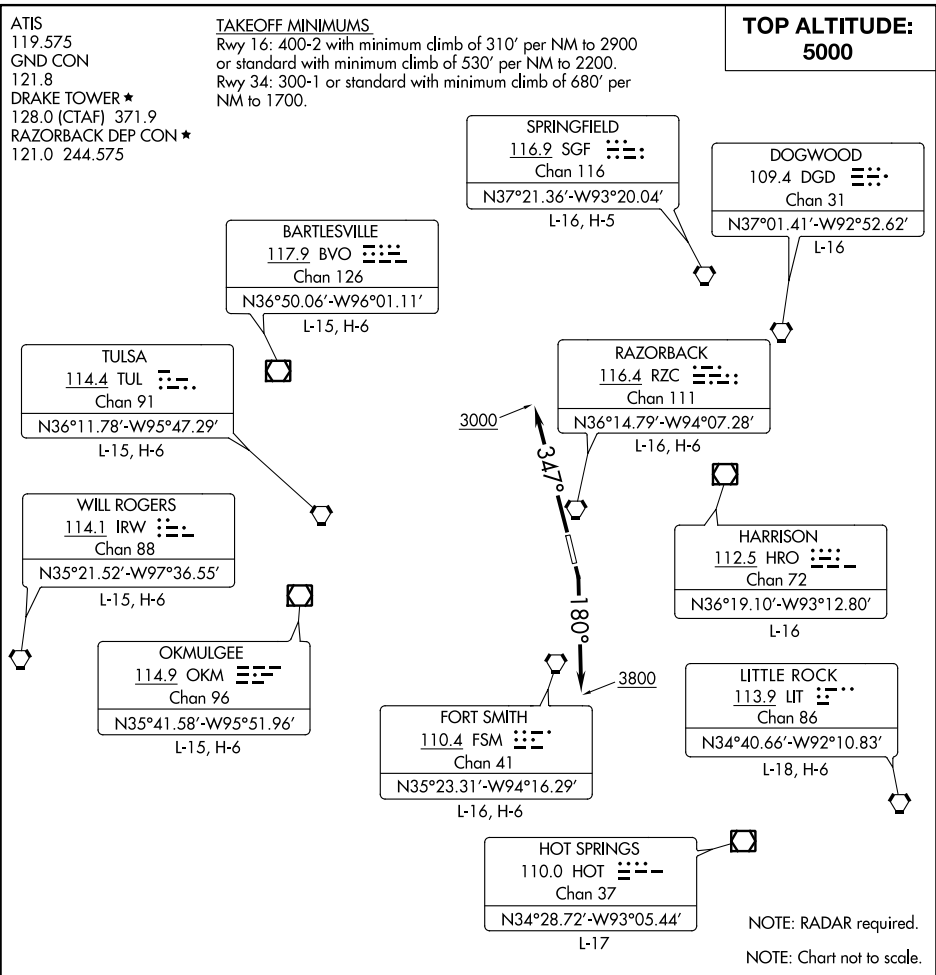 ATIS
119.575
GND CON
121.8
DRAKE TOWER ★
128.0 (CTAF) 371.9
RAZORBACK DEP CON ★
121.0 244.575
TAKEOFF MINIMUMS
Rwy 16: 400-2 with minimum climb of 310' per NM to 2900
or standard with minimum climb of 530' per NM to 2200.
Rwy 34: 300-1 or standard with minimum climb of 680' per
NM to 1700.
TOP ALTITUDE:
5000
SPRINGFIELD
116.9 SGF
Chan 116
N37°21.36'-W93°20.04'
L-16, H-5
DOGWOOD
109.4 DGD
Chan 31
N37°01.41'-W92°52.62'
L-16
BARTLESVILLE
117.9 BVO
Chan 126
N36°50.06'-W96°01.11'
L-15, H-6
TULSA
114.4 TUL
Chan 91
N36°11.78'-W95°47.29'
L-15, H-6
RAZORBACK
116.4 RZC
Chan 111
N36°14.79'-W94°07.28'
L-16, H-6
3000
347°
WILL ROGERS
114.1 IRW
Chan 88
N35°21.52'-W97°36.55'
L-15, H-6
HARRISON
112.5 HRO
Chan 72
N36°19.10'-W93°12.80'
L-16
180°
3800
OKMULGEE
114.9 OKM
Chan 96
N35°41.58'-W95°51.96'
L-15, H-6
FORT SMITH
110.4 FSM
Chan 41
N35°23.31'-W94°16.29'
L-16, H-6
LITTLE ROCK
113.9 LIT
Chan 86
N34°40.66'-W92°10.83'
L-18, H-6
HOT SPRINGS
110.0 HOT
Chan 37
N34°28.72'-W93°05.44'
L-17
NOTE: RADAR required.
NOTE: Chart not to scale.